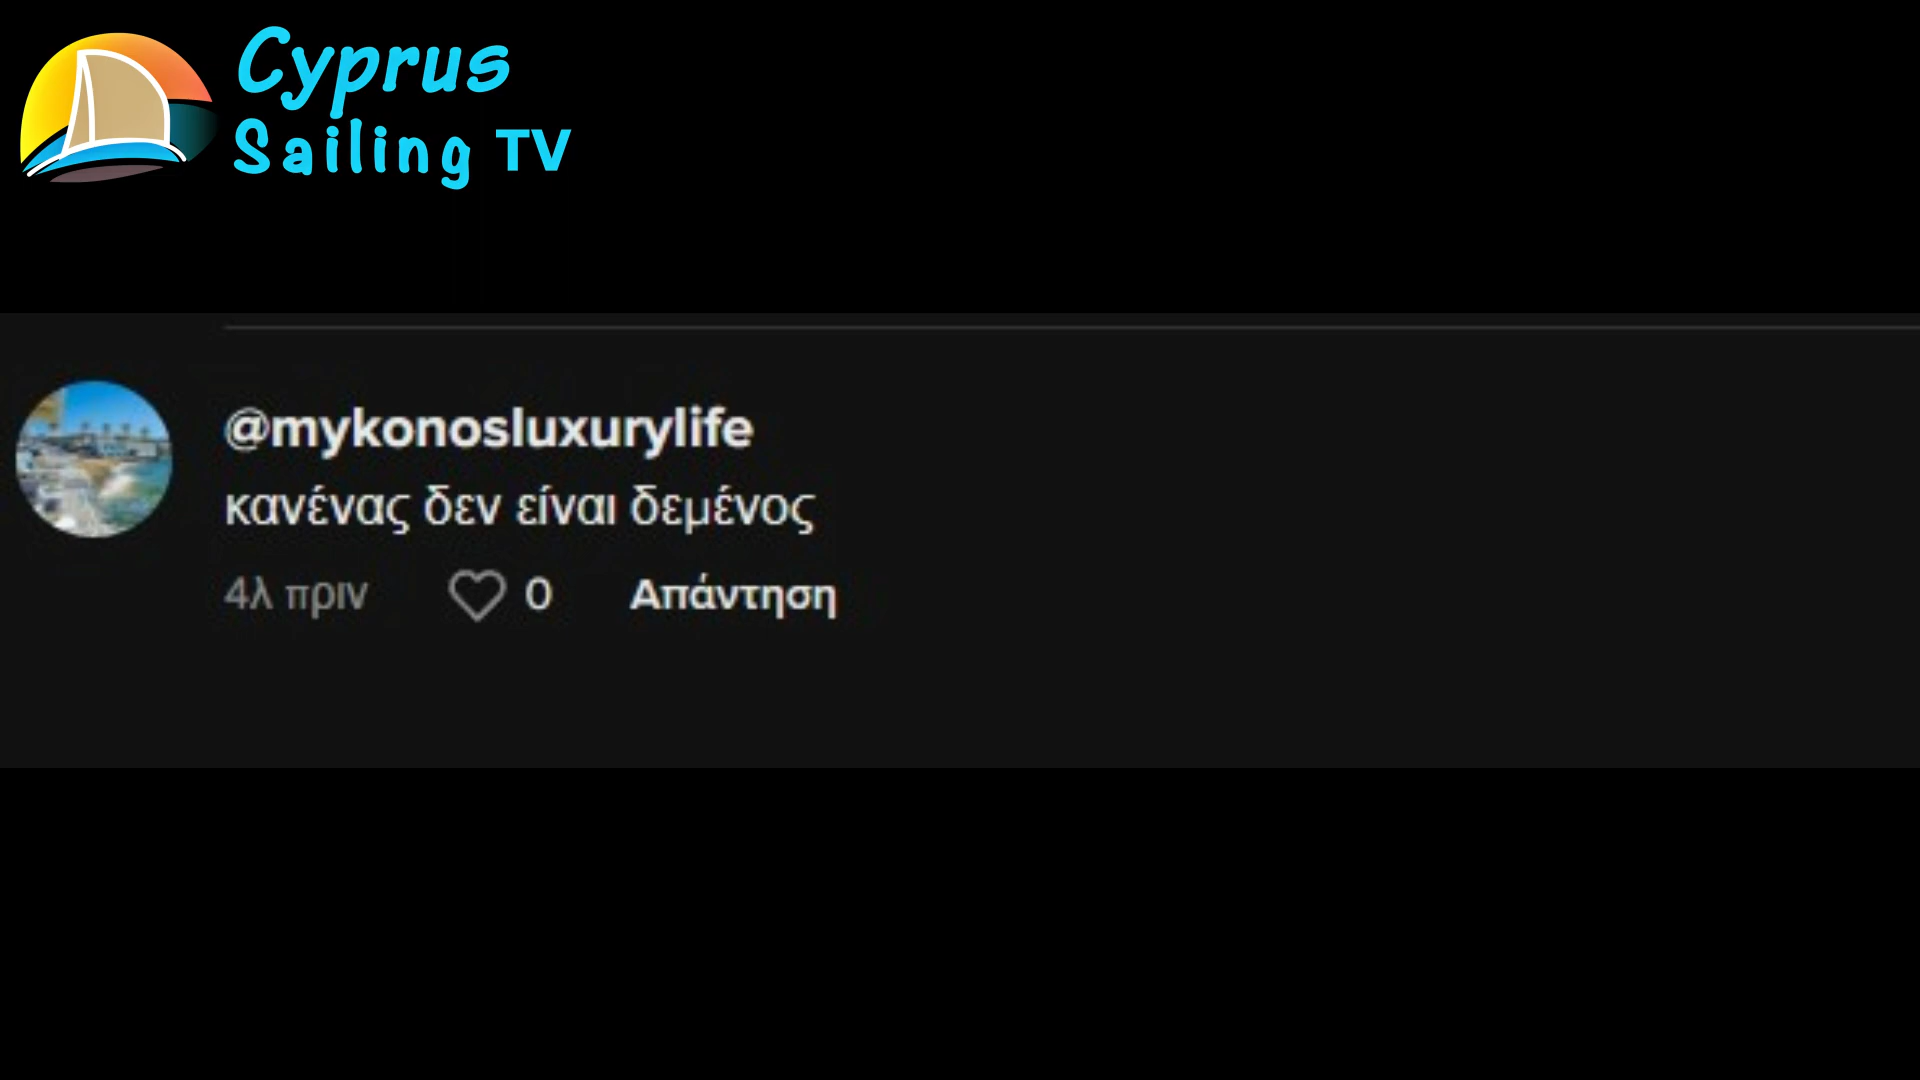 Cyprus
Sailing TV
@mykonosluxurylife
κανένας δεν είναι δεμένος
4λ πριν 0 Απάντηση